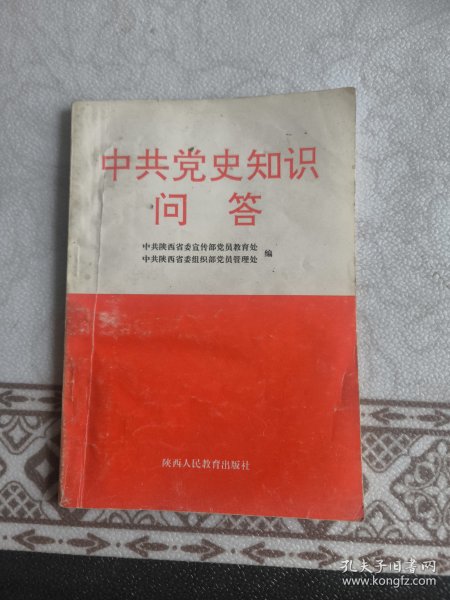 中共党史知识
问 答
中共陕西省委宣传部党员教育处
中共陕西省委组织部党员管理处
编
陕西人民教育出版社
孔夫子旧书网
www.kongfz.com